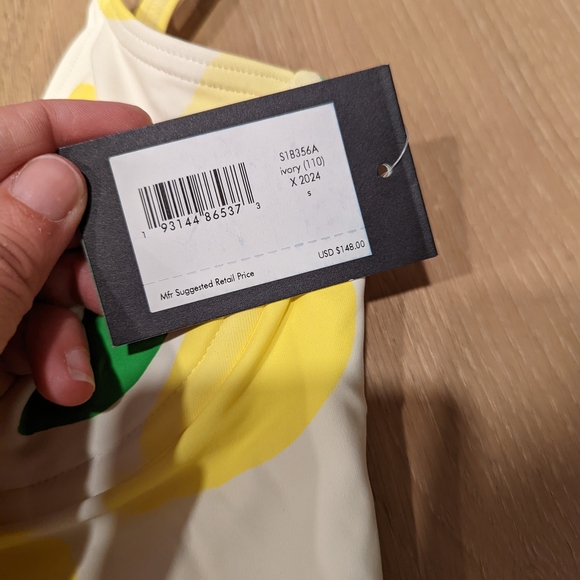 S1B356A
ivory (110)
X 2024
s
1 93144 86537 3
USD $148.00
Mfr Suggested Retail Price